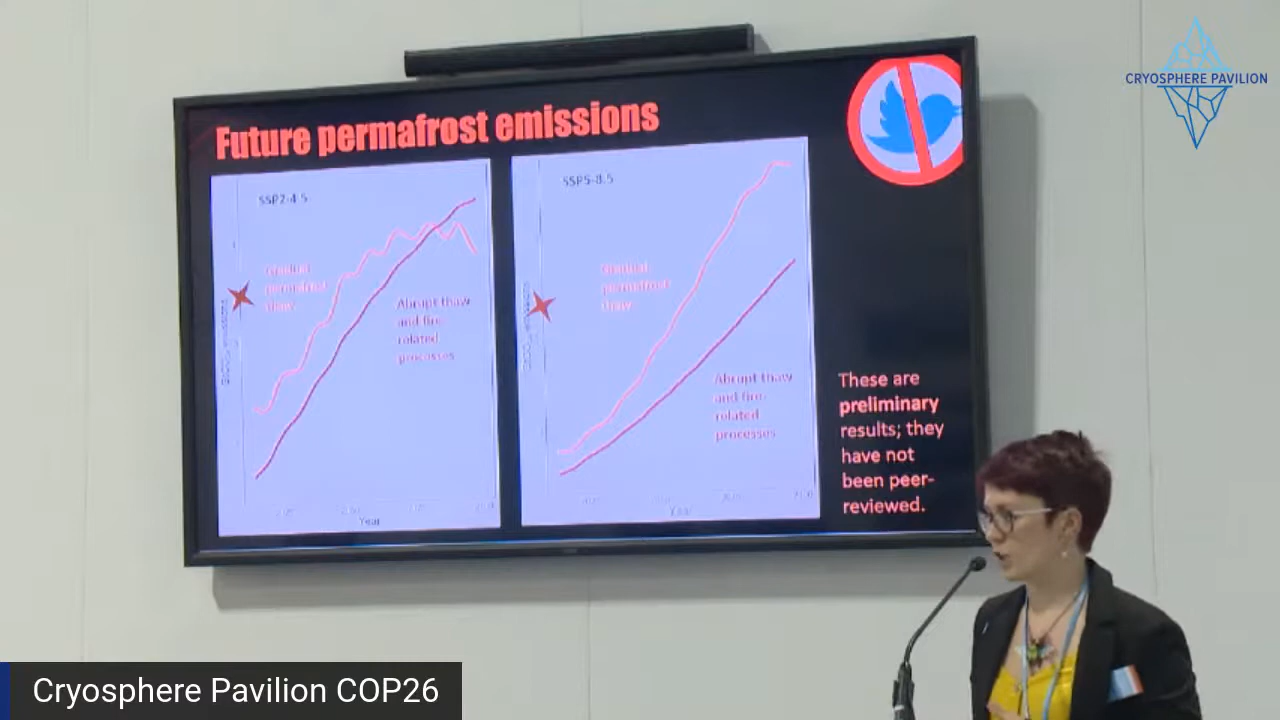 CRYOSPHERE PAVILION
Future permafrost emissions
SSP2-4.5
Gradual
permafrost
thaw
Abrupt thaw
and fire-
related
processes
Year
SSP5-8.5
Gradual
permafrost
thaw
Abrupt thaw
and fire-
related
processes
Year
These are
preliminary
results; they
have not
been peer-
reviewed.
Cryosphere Pavilion COP26